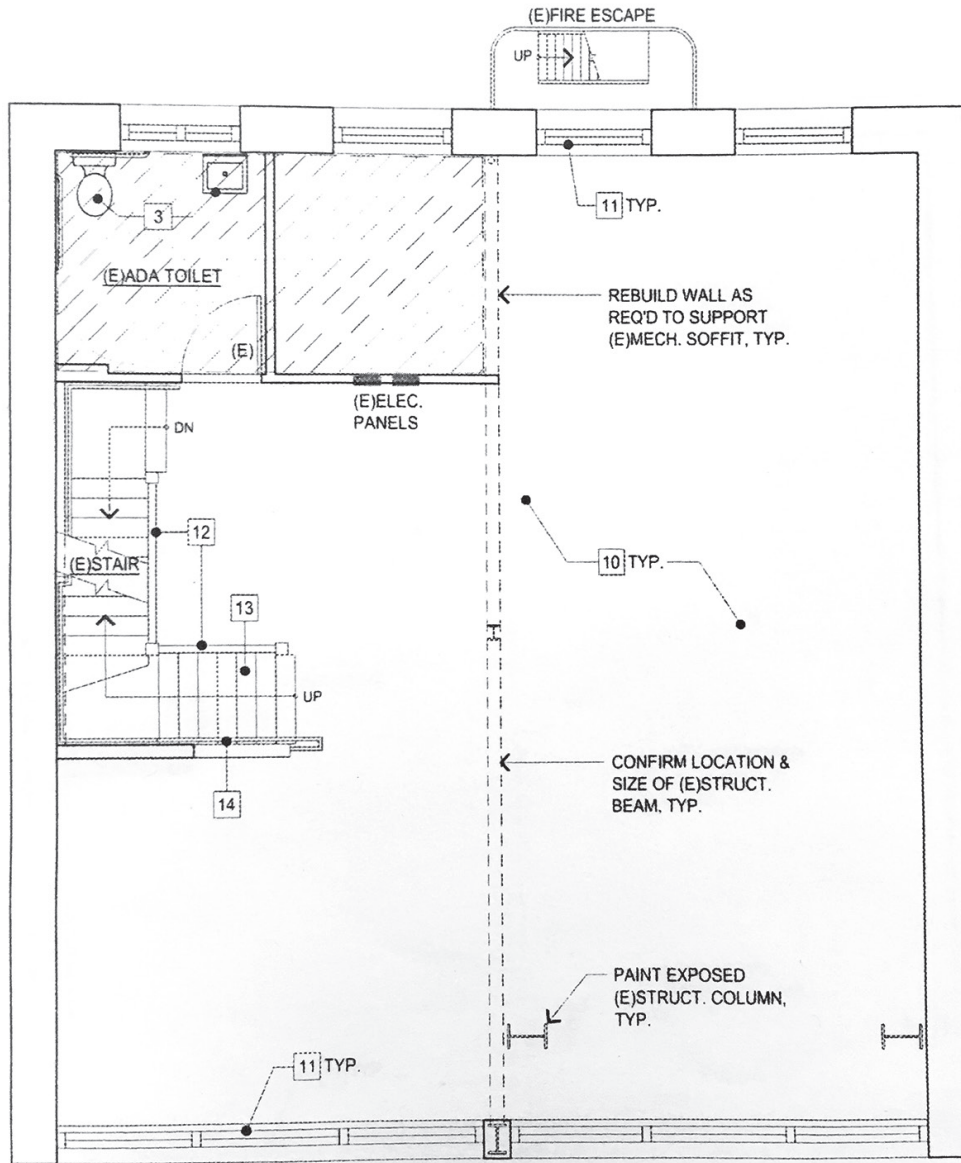 (E)FIRE ESCAPE
UP
11 TYP.
3
(E)ADA TOILET
REBUILD WALL AS
REQ'D TO SUPPORT
(E)MECH. SOFFIT, TYP.
(E)
(E)ELEC.
PANELS
DN
12
10 TYP.
(E)STAIR
13
UP
CONFIRM LOCATION &
SIZE OF (E)STRUCT.
BEAM, TYP.
14
PAINT EXPOSED
(E)STRUCT. COLUMN,
TYP.
11 TYP.